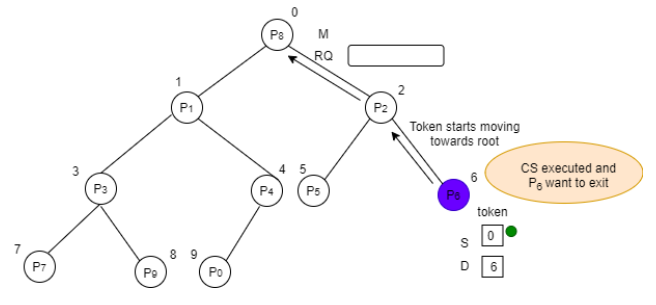 0
P8
M
RQ
1
P1
2
P2
Token starts moving
towards root
3
P3
4
P4
5
P5
6
P6
CS executed and
P6 want to exit
token
S 0
D 6
7
P7
8
P9
9
P0